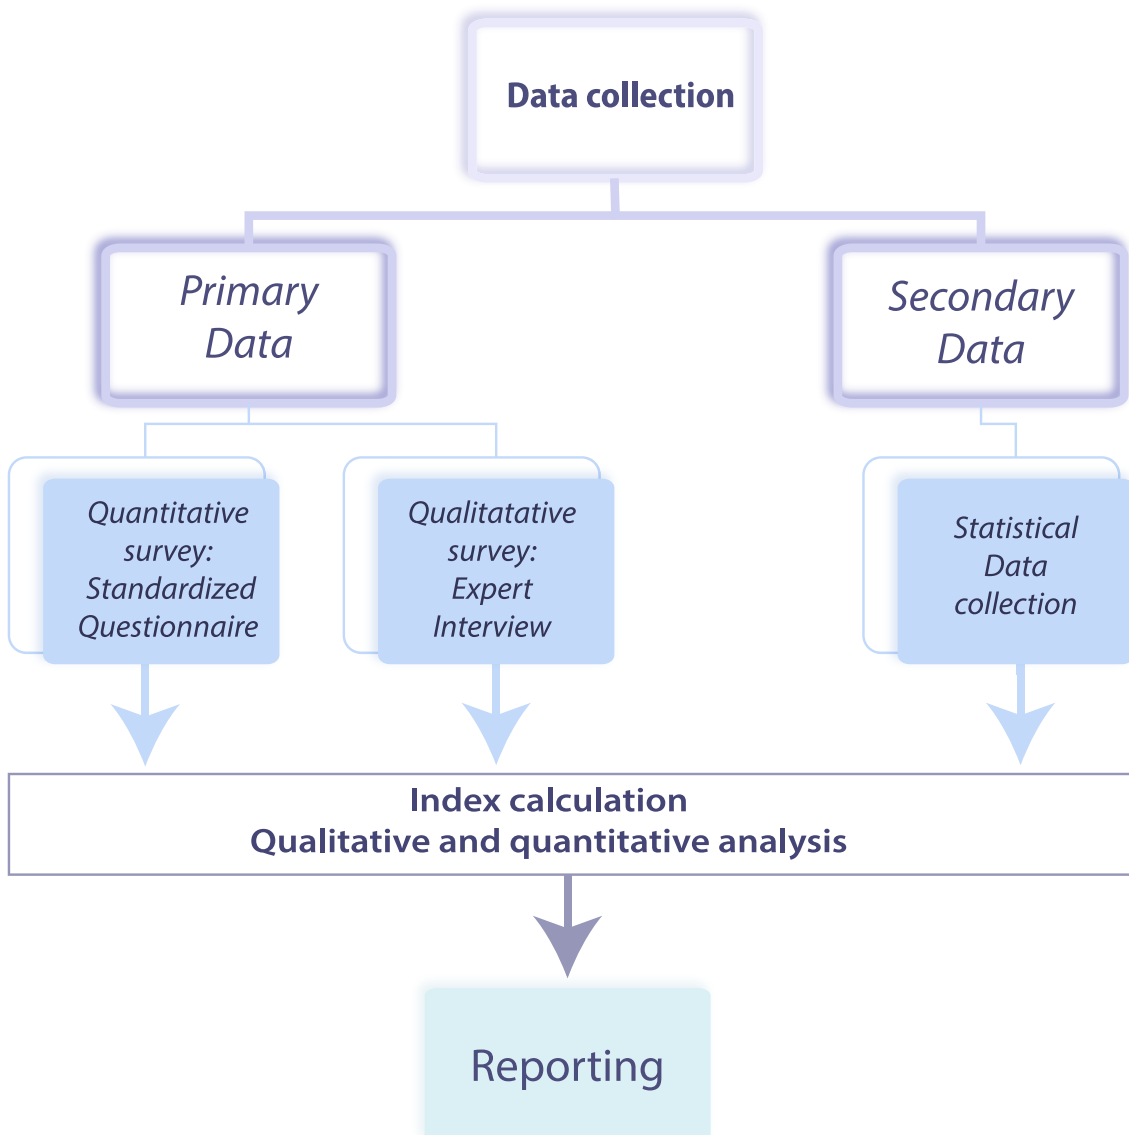 Data collection
Primary
Data
Secondary
Data
Quantitative
survey:
Standardized
Questionnaire
Qualitatative
survey:
Expert
Interview
Statistical
Data
collection
Index calculation
Qualitative and quantitative analysis
Reporting